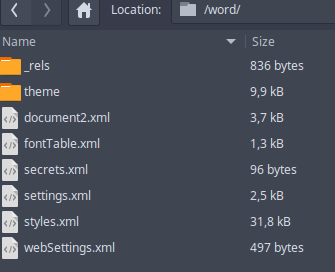 Location: /word/
Name Size
_rels 836 bytes
theme 9,9 kB
document2.xml 3,7 kB
fontTable.xml 1,3 kB
secrets.xml 96 bytes
settings.xml 2,5 kB
styles.xml 31,8 kB
webSettings.xml 497 bytes